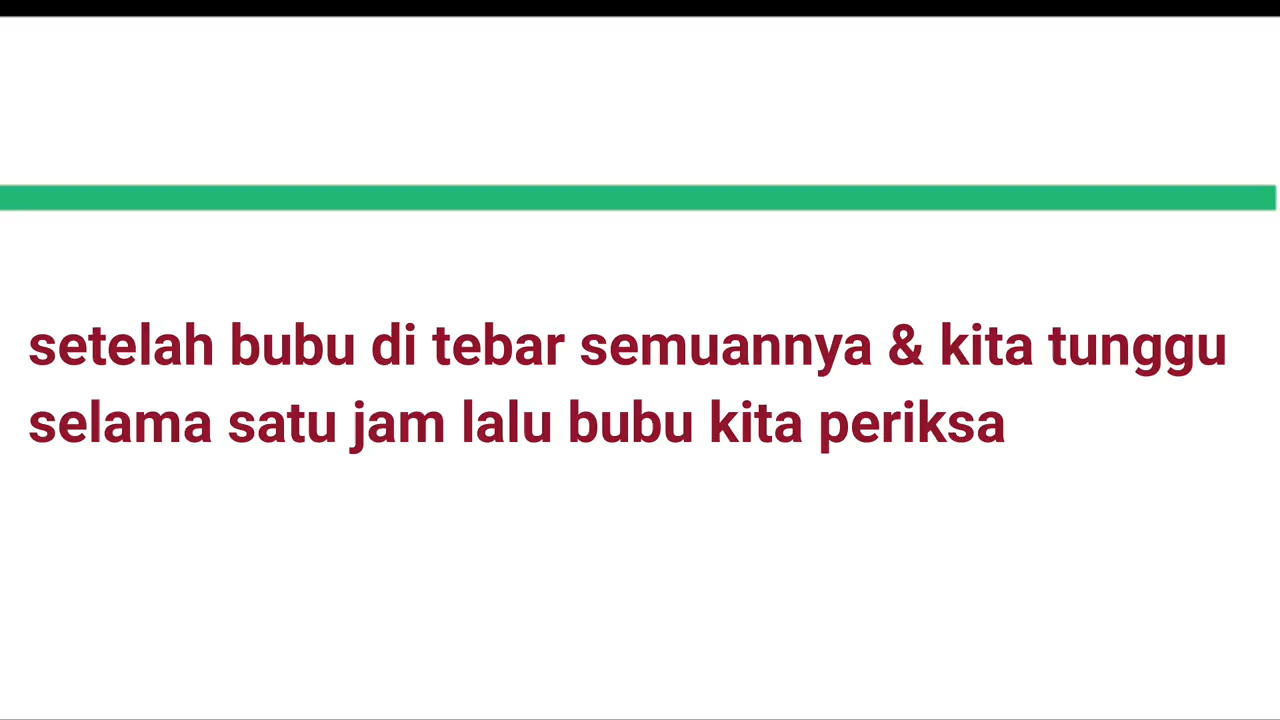 setelah bubu di tebar semuannya & kita tunggu
selama satu jam lalu bubu kita periksa